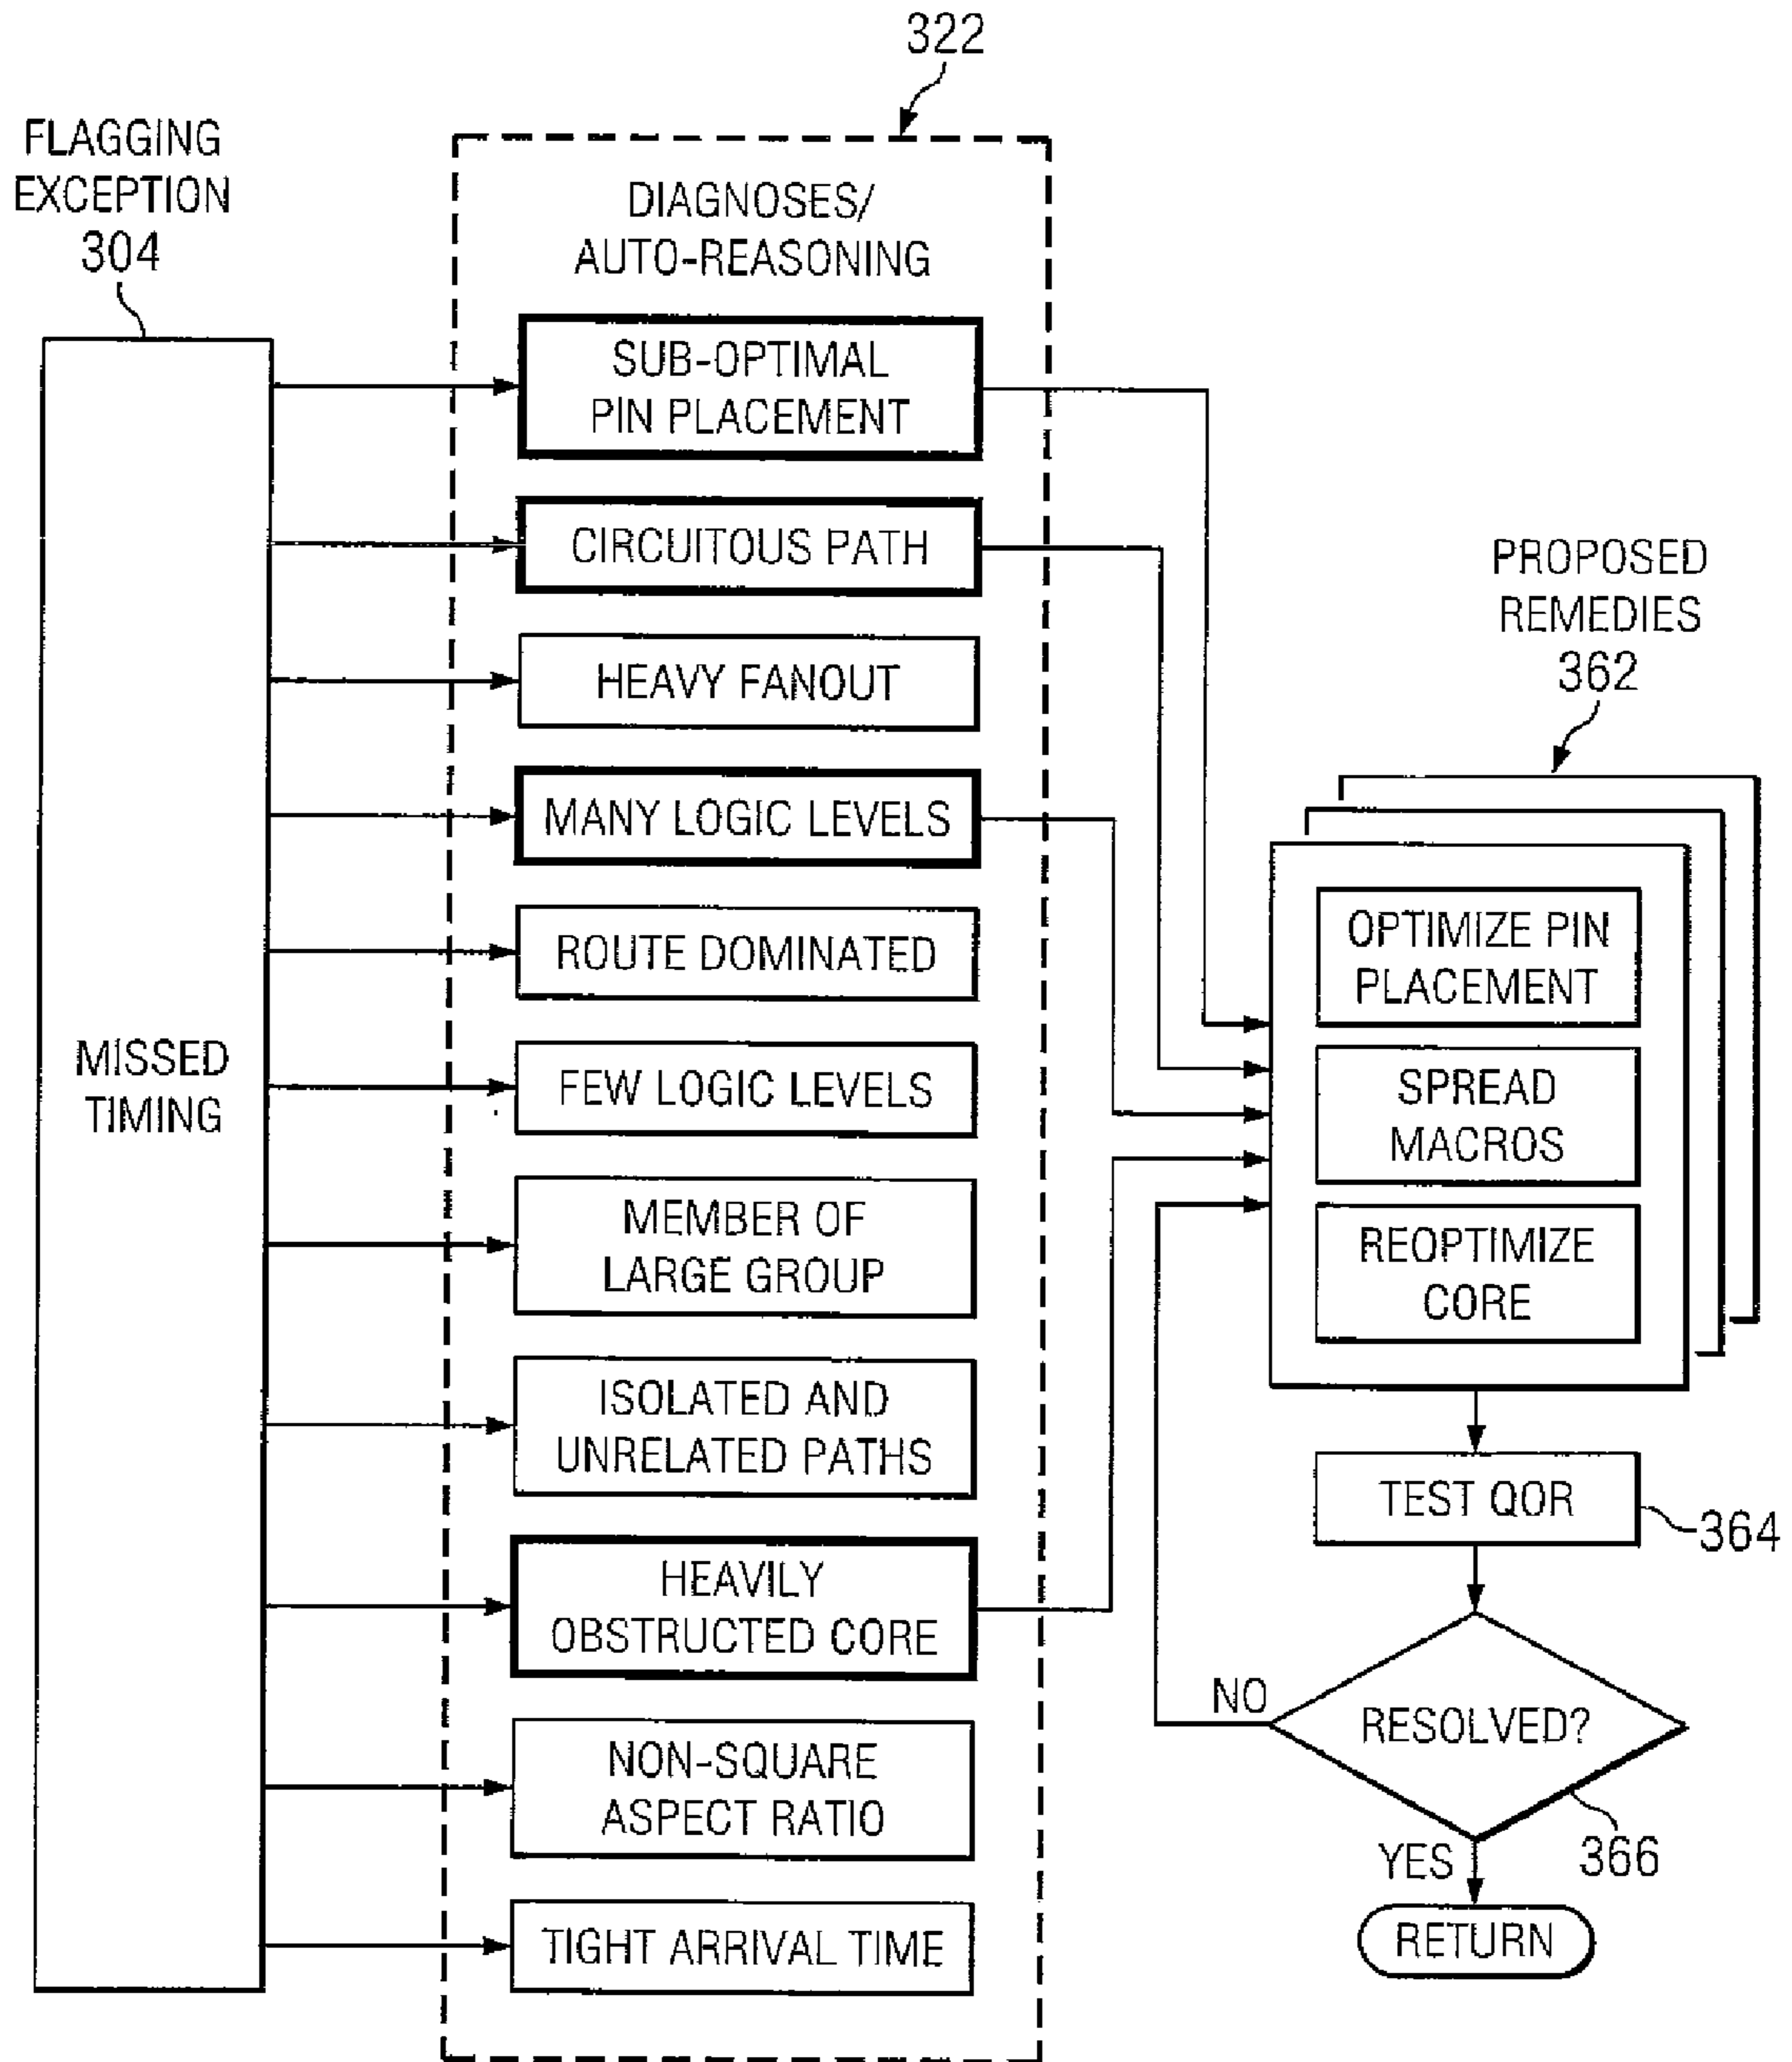 322
FLAGGING
EXCEPTION
304
DIAGNOSES/
AUTO-REASONING
SUB-OPTIMAL
PIN PLACEMENT
CIRCUITOUS PATH
HEAVY FANOUT
MANY LOGIC LEVELS
ROUTE DOMINATED
FEW LOGIC LEVELS
MEMBER OF
LARGE GROUP
ISOLATED AND
UNRELATED PATHS
HEAVILY
OBSTRUCTED CORE
NON-SQUARE
ASPECT RATIO
TIGHT ARRIVAL TIME
MISSED
TIMING
PROPOSED
REMEDIES
362
OPTIMIZE PIN
PLACEMENT
SPREAD
MACROS
REOPTIMIZE
CORE
TEST QOR
364
NO
RESOLVED?
366
YES
RETURN